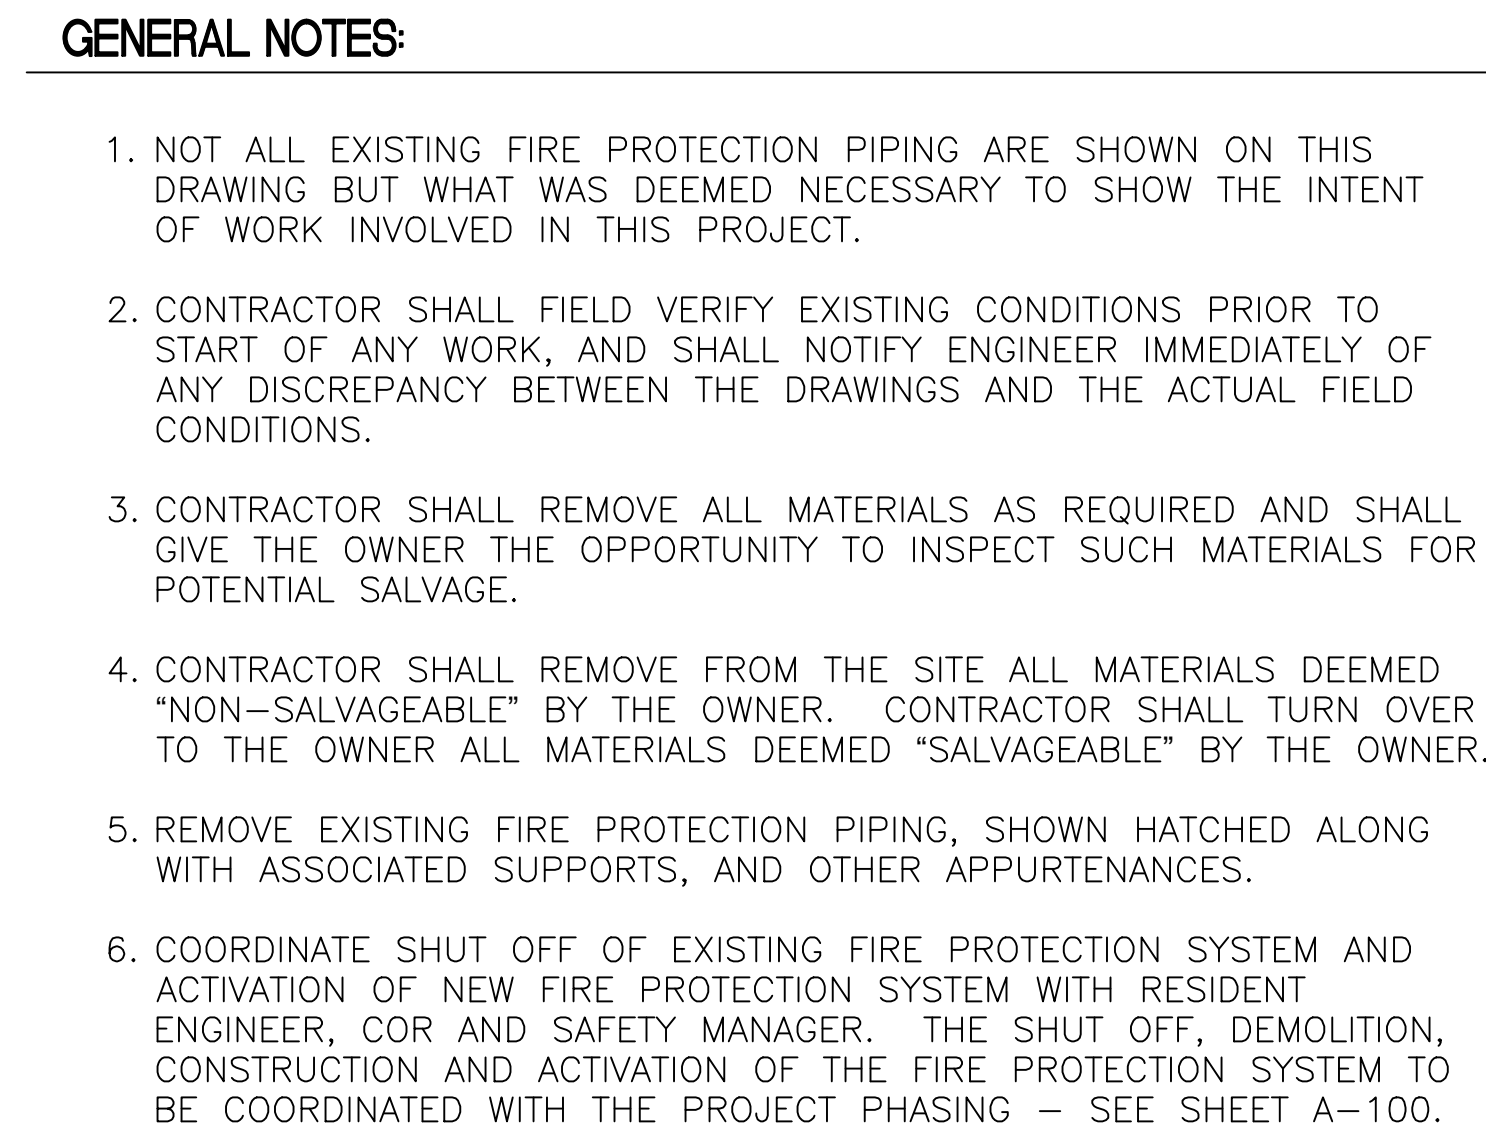 GENERAL NOTES:
1. NOT ALL EXISTING FIRE PROTECTION PIPING ARE SHOWN ON THIS
DRAWING BUT WHAT WAS DEEMED NECESSARY TO SHOW THE INTENT
OF WORK INVOLVED IN THIS PROJECT.
2. CONTRACTOR SHALL FIELD VERIFY EXISTING CONDITIONS PRIOR TO
START OF ANY WORK, AND SHALL NOTIFY ENGINEER IMMEDIATELY OF
ANY DISCREPANCY BETWEEN THE DRAWINGS AND THE ACTUAL FIELD
CONDITIONS.
3. CONTRACTOR SHALL REMOVE ALL MATERIALS AS REQUIRED AND SHALL
GIVE THE OWNER THE OPPORTUNITY TO INSPECT SUCH MATERIALS FOR
POTENTIAL SALVAGE.
4. CONTRACTOR SHALL REMOVE FROM THE SITE ALL MATERIALS DEEMED
“NON–SALVAGEABLE” BY THE OWNER. CONTRACTOR SHALL TURN OVER
TO THE OWNER ALL MATERIALS DEEMED “SALVAGEABLE” BY THE OWNER.
5. REMOVE EXISTING FIRE PROTECTION PIPING, SHOWN HATCHED ALONG
WITH ASSOCIATED SUPPORTS, AND OTHER APPURTENANCES.
6. COORDINATE SHUT OFF OF EXISTING FIRE PROTECTION SYSTEM AND
ACTIVATION OF NEW FIRE PROTECTION SYSTEM WITH RESIDENT
ENGINEER, COR AND SAFETY MANAGER. THE SHUT OFF, DEMOLITION,
CONSTRUCTION AND ACTIVATION OF THE FIRE PROTECTION SYSTEM TO
BE COORDINATED WITH THE PROJECT PHASING – SEE SHEET A–100.